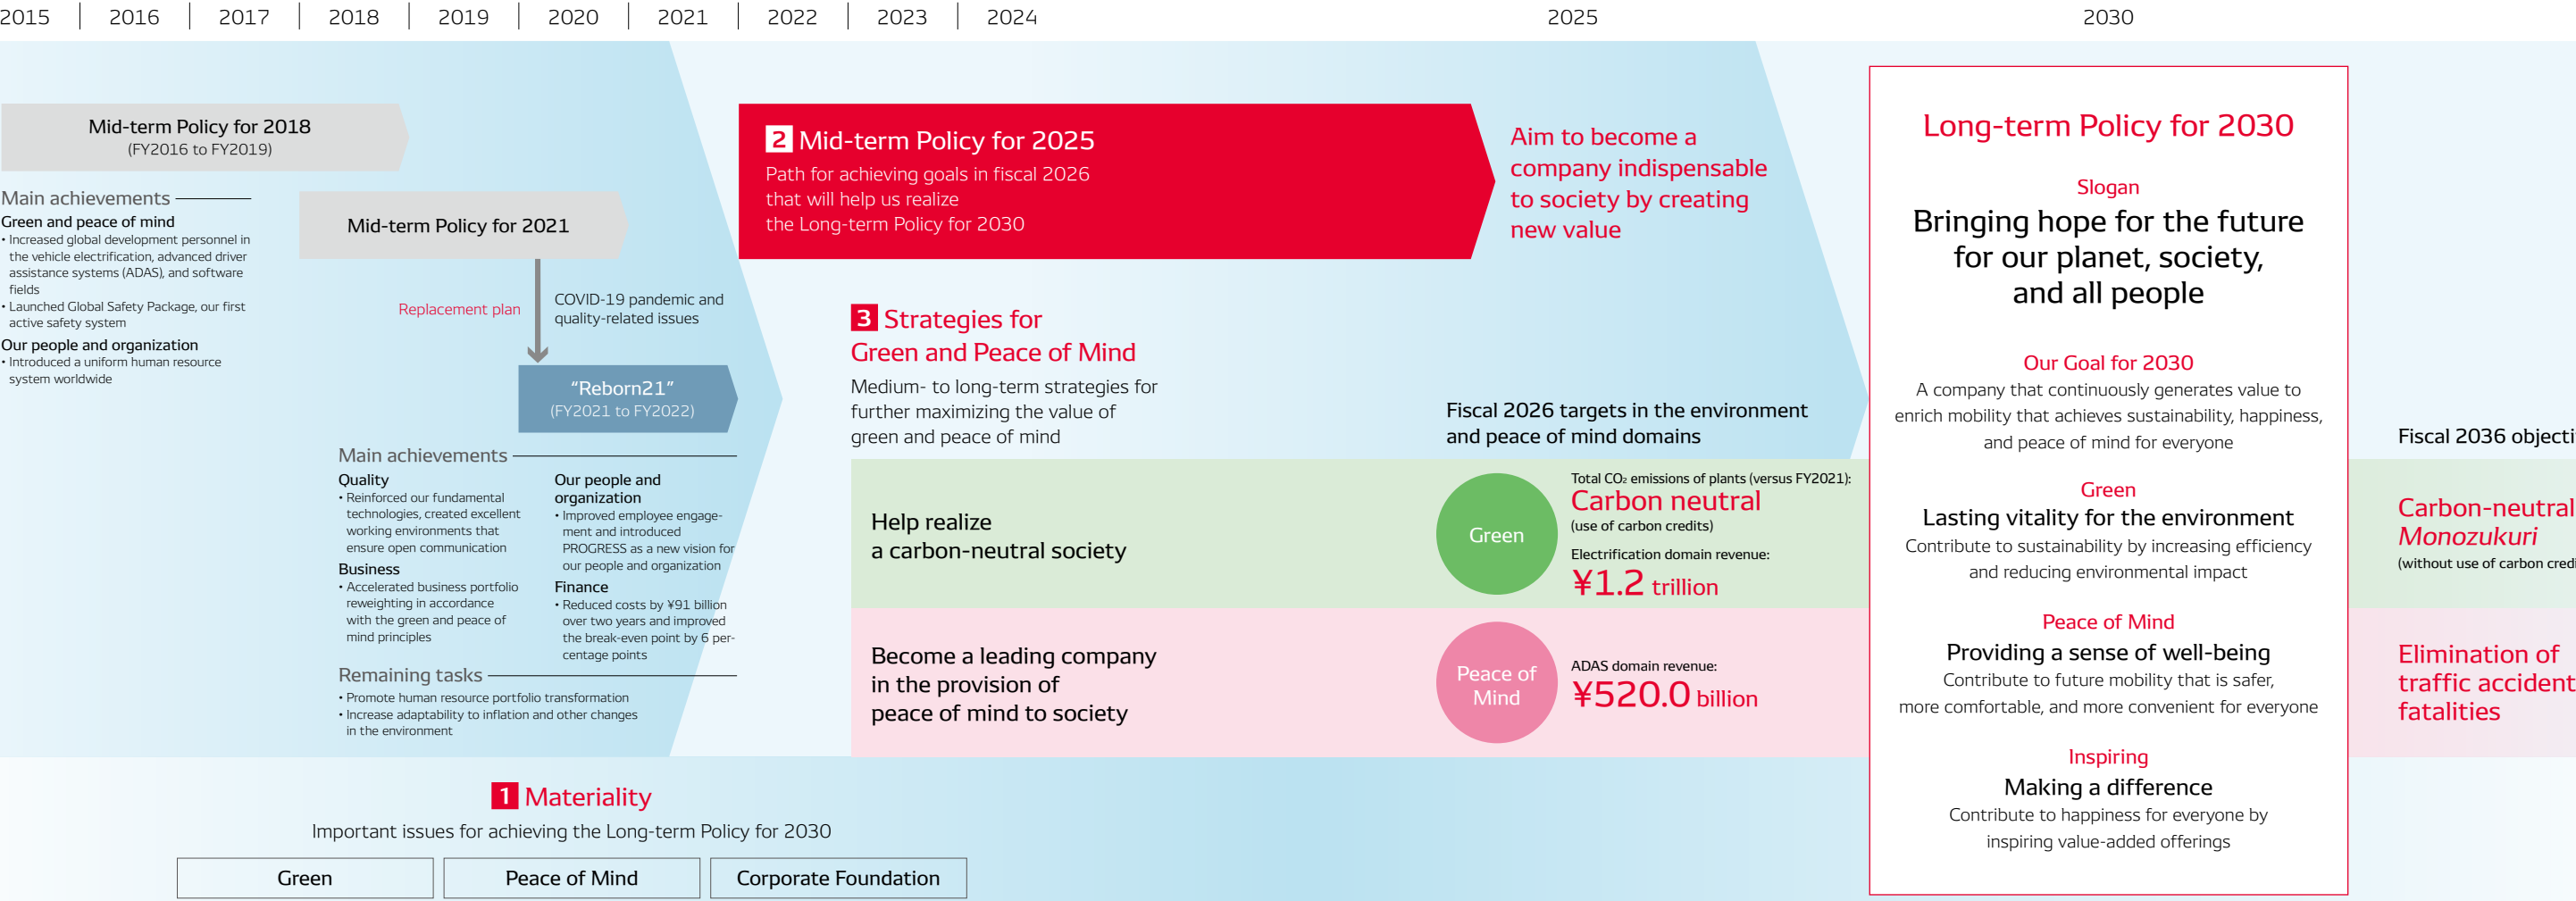 2015
2016
2017
2018
2019
2020
2021
2022
2023
2024
2025
2030
Mid-term Policy for 2018
(FY2016 to FY2019)
Main achievements
Green and peace of mind
• Increased global development personnel in
the vehicle electrification, advanced driver
assistance systems (ADAS), and software
fields
• Launched Global Safety Package, our first
active safety system
Our people and organization
• Introduced a uniform human resource
system worldwide
Mid-term Policy for 2021
Replacement plan
COVID-19 pandemic and
quality-related issues
“Reborn21”
(FY2021 to FY2022)
Main achievements
Quality
• Reinforced our fundamental
technologies, created excellent
working environments that
ensure open communication
Business
• Accelerated business portfolio
reweighting in accordance
with the green and peace of
mind principles
Our people and
organization
• Improved employee engage-
ment and introduced
PROGRESS as a new vision for
our people and organization
Finance
• Reduced costs by ¥91 billion
over two years and improved
the break-even point by 6 per-
centage points
Remaining tasks
• Promote human resource portfolio transformation
• Increase adaptability to inflation and other changes
in the environment
2 Mid-term Policy for 2025
Path for achieving goals in fiscal 2026
that will help us realize
the Long-term Policy for 2030
Aim to become a
company indispensable
to society by creating
new value
3 Strategies for
Green and Peace of Mind
Medium- to long-term strategies for
further maximizing the value of
green and peace of mind
Fiscal 2026 targets in the environment
and peace of mind domains
Help realize
a carbon-neutral society
Green
Total CO₂ emissions of plants (versus FY2021):
Carbon neutral
(use of carbon credits)
Electrification domain revenue:
¥1.2 trillion
Become a leading company
in the provision of
peace of mind to society
Peace of
Mind
ADAS domain revenue:
¥520.0 billion
Long-term Policy for 2030
Slogan
Bringing hope for the future
for our planet, society,
and all people
Our Goal for 2030
A company that continuously generates value to
enrich mobility that achieves sustainability, happiness,
and peace of mind for everyone
Green
Lasting vitality for the environment
Contribute to sustainability by increasing efficiency
and reducing environmental impact
Peace of Mind
Providing a sense of well-being
Contribute to future mobility that is safer,
more comfortable, and more convenient for everyone
Inspiring
Making a difference
Contribute to happiness for everyone by
inspiring value-added offerings
Fiscal 2036
Carbon-neutral
Monozukuri
(without use of carbon
Elimination of
traffic accident
fatalities
1 Materiality
Important issues for achieving the Long-term Policy for 2030
Green
Peace of Mind
Corporate Foundation